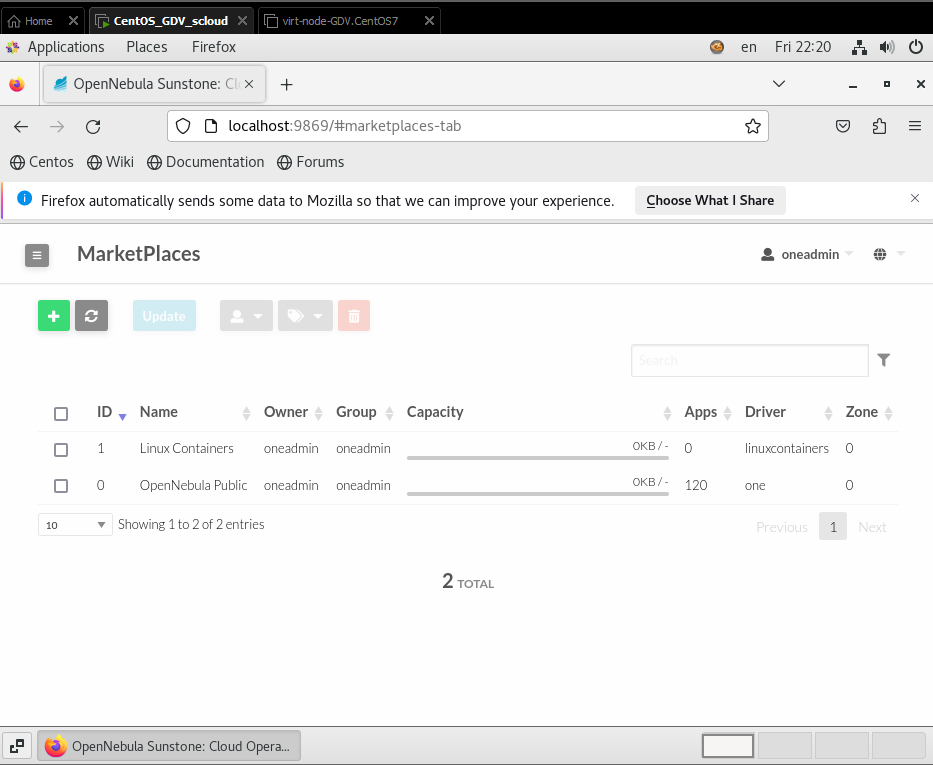 Home
CentOS_GDV_scloud
virt-node-GDV.CentOS7
Applications Places Firefox en Fri 22:20
OpenNebula Sunstone: Cl
localhost:9869/#marketplaces-tab
Centos Wiki Documentation Forums
Firefox automatically sends some data to Mozilla so that we can improve your experience. Choose What I Share
MarketPlaces oneadmin
Update
Search
ID Name Owner Group Capacity Apps Driver Zone
1 Linux Containers oneadmin oneadmin 0KB / - 0 linuxcontainers 0
0 OpenNebula Public oneadmin oneadmin 0KB / - 120 one 0
10 Showing 1 to 2 of 2 entries Previous 1 Next
2 TOTAL
OpenNebula Sunstone: Cloud Opera...